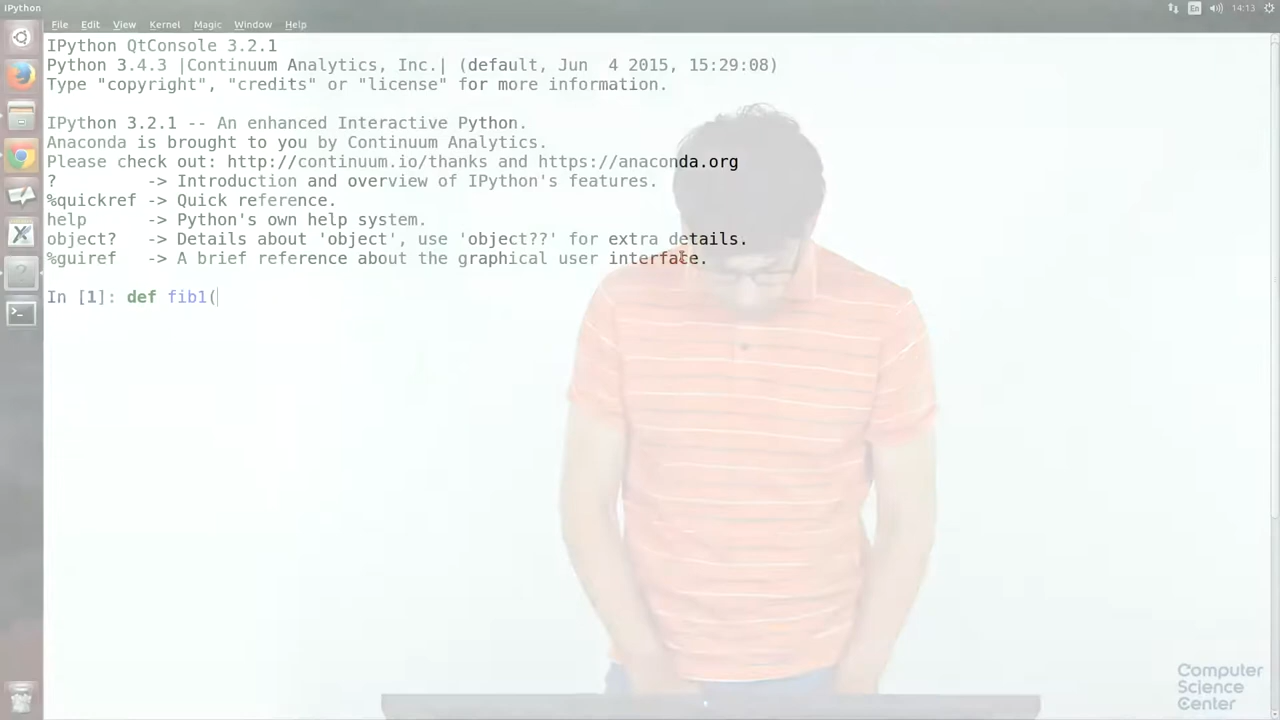 IPython
14:13
En
File Edit View Kernel Magic Window Help
IPython QtConsole 3.2.1
Python 3.4.3 |Continuum Analytics, Inc.| (default, Jun  4 2015, 15:29:08)
Type "copyright", "credits" or "license" for more information.
IPython 3.2.1 -- An enhanced Interactive Python.
Anaconda is brought to you by Continuum Analytics.
Please check out: http://continuum.io/thanks and https://anaconda.org
?         -> Introduction and overview of IPython's features.
%quickref -> Quick reference.
help      -> Python's own help system.
object?   -> Details about 'object', use 'object??' for extra details.
%guiref   -> A brief reference about the graphical user interface.
In [1]: def fib1(
Computer
Science
Center